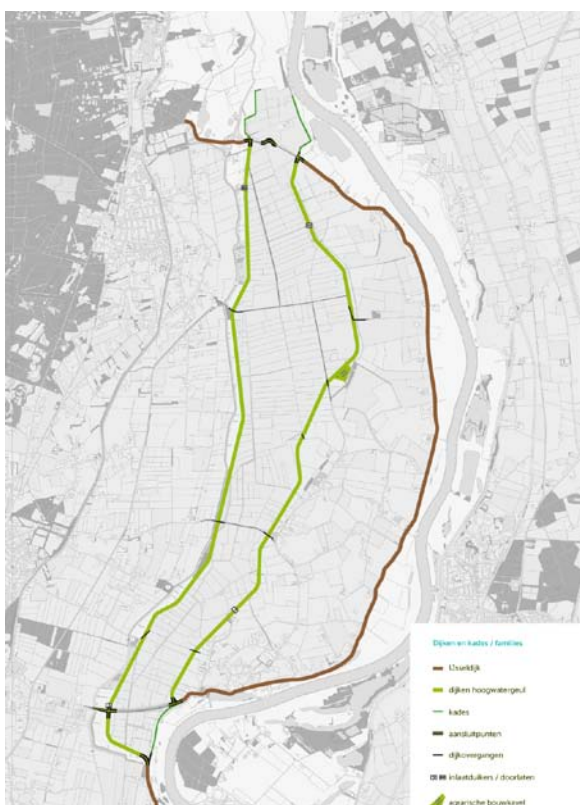 Dijken en kades / families
IJsseldijk
dijken hoogwatergeul
kades
aansluitpunten
dijkovergangen
inlaatduikers / doorlaten
agrarische bouwkavel